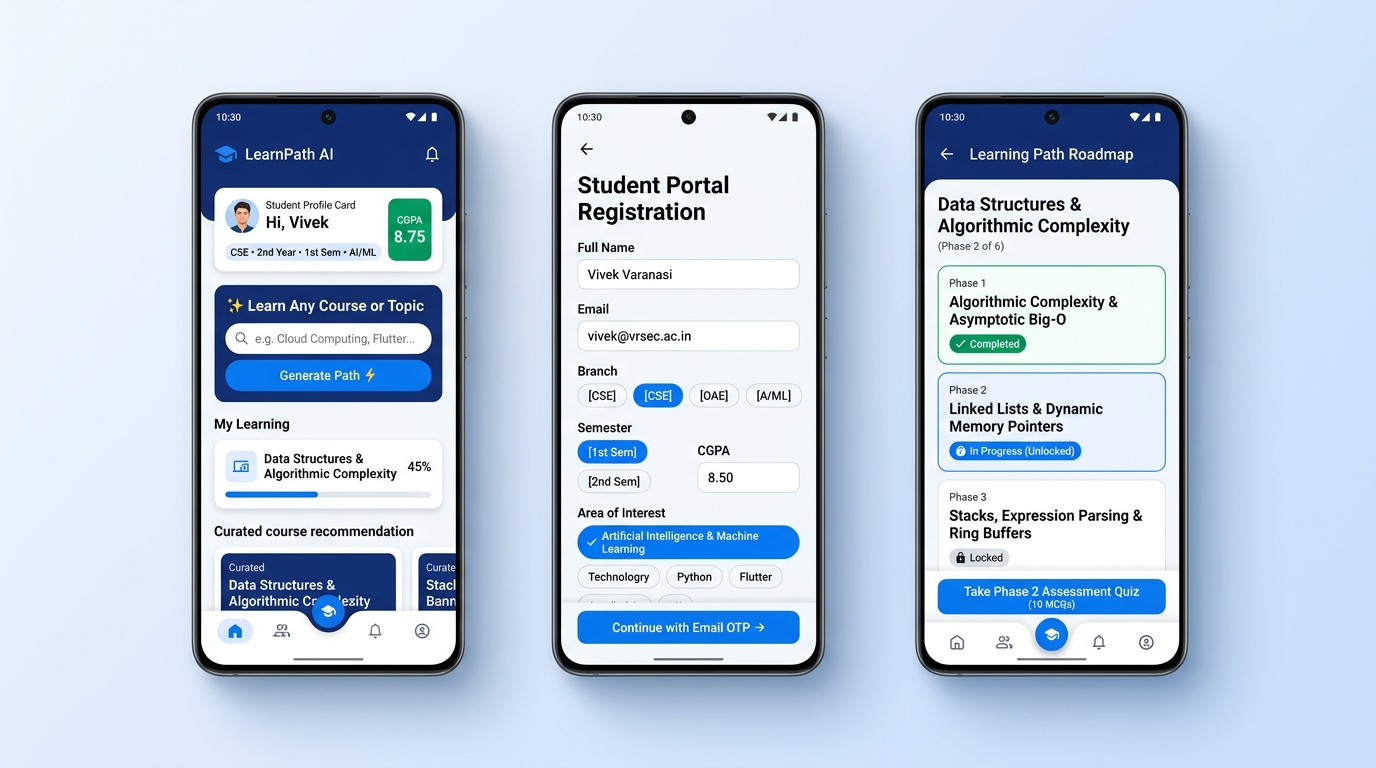 10:30
LearnPath AI
Student Profile Card
Hi, Vivek
C5E • 2nd Year • 1st Sem • AI/ML
CGPA
8.75
✨ Learn Any Course or Topic
e.g. Cloud Computing, Flutter...
Generate Path ⚡
My Learning
Data Structures &
Algorithmic Complexity
45%
Curated course recommendation
Curated
Data Structures &
Algorithmic Complexity
Curate
Stac
Bann
10:30
Student Portal
Registration
Full Name
Vivek Varanasi
Email
vivek@vrsec.ac.in
Branch
[CSE] [CSE] [OAE] [A/ML]
Semester
[1st Sem]
[2nd Sem]
CGPA
8.50
Area of Interest
Artificial Intelligence & Machine
Learning
Technologry Python Flutter
Continue with Email OTP →
10:30
Learning Path Roadmap
Data Structures &
Algorithmic Complexity
(Phase 2 of 6)
Phase 1
Algorithmic Complexity &
Asymptotic Big-O
Completed
Phase 2
Linked Lists & Dynamic
Memory Pointers
In Progress (Unlocked)
Phase 3
Stacks, Expression Parsing &
Ring Buffers
Locked
Take Phase 2 Assessment Quiz
(10 MCQs)